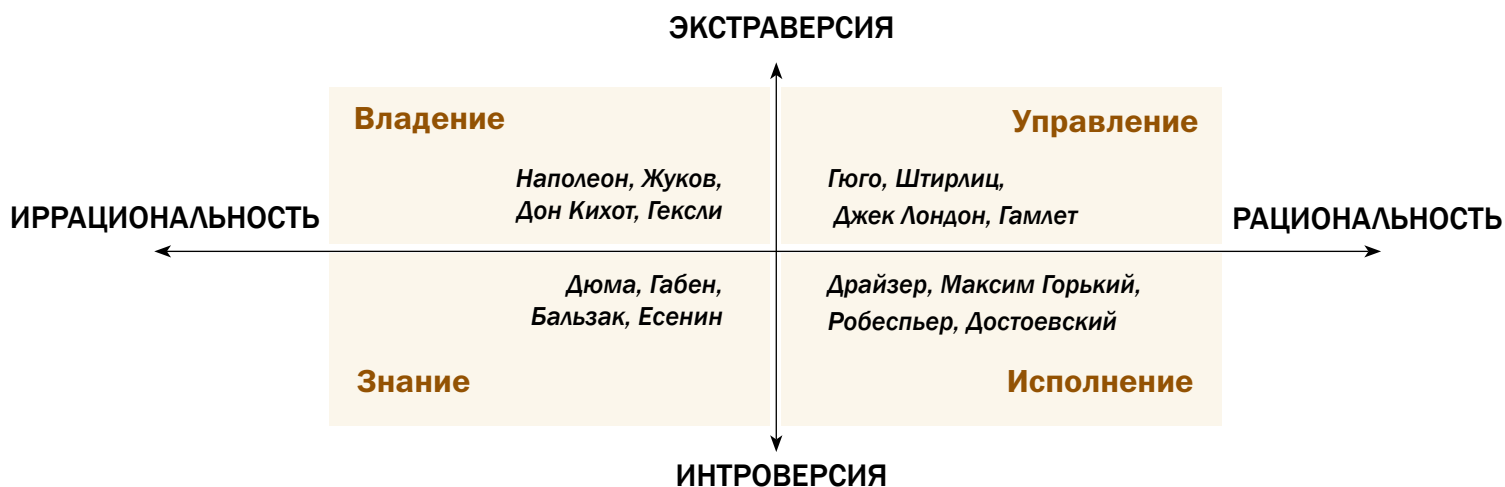 ЭКСТРАВЕРСИЯ
Владение
Управление
Наполеон, Жуков,
Дон Кихот, Гексли
Гюго, Штирлиц,
Джек Лондон, Гамлет
ИРРАЦИОНАЛЬНОСТЬ
РАЦИОНАЛЬНОСТЬ
Дюма, Габен,
Бальзак, Есенин
Драйзер, Максим Горький,
Робеспьер, Достоевский
Знание
Исполнение
ИНТРОВЕРСИЯ